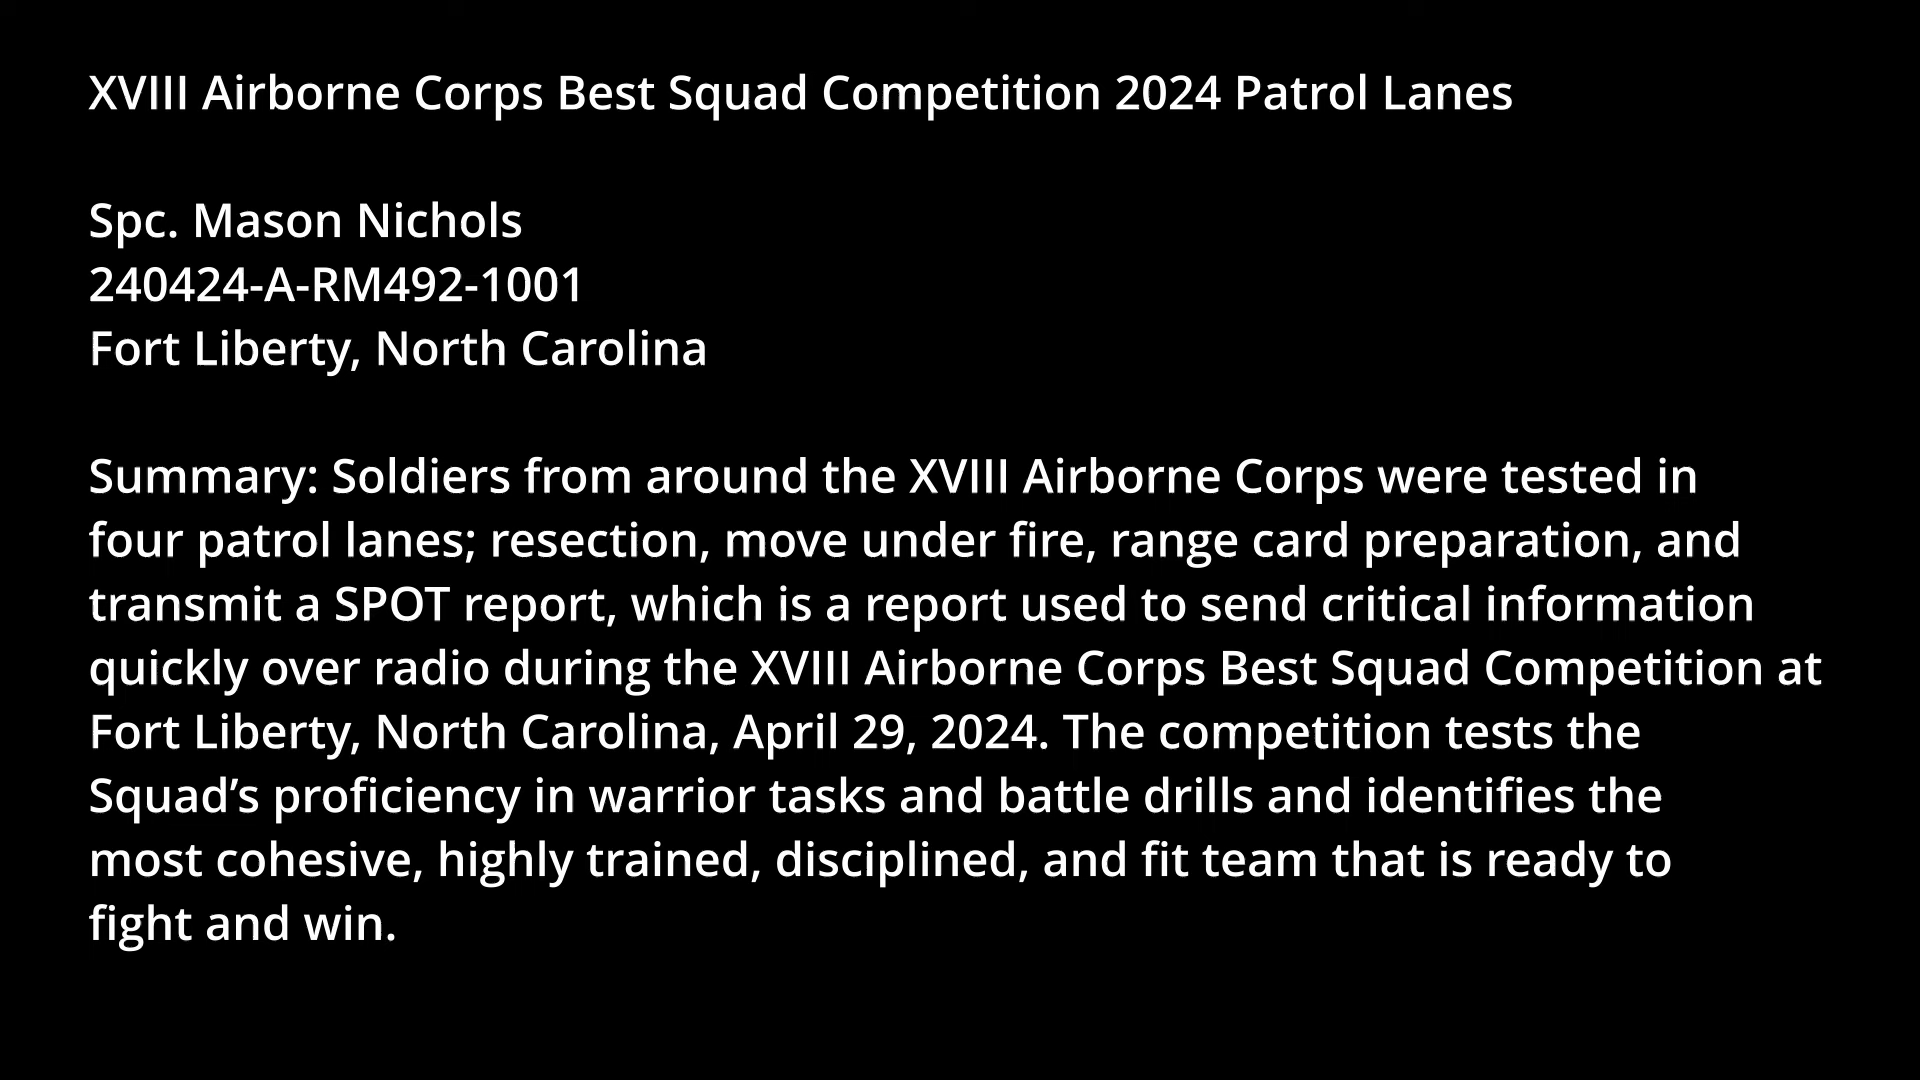 XVIII Airborne Corps Best Squad Competition 2024 Patrol Lanes
Spc. Mason Nichols
240424-A-RM492-1001
Fort Liberty, North Carolina
Summary: Soldiers from around the XVIII Airborne Corps were tested in
four patrol lanes; resection, move under fire, range card preparation, and
transmit a SPOT report, which is a report used to send critical information
quickly over radio during the XVIII Airborne Corps Best Squad Competition at
Fort Liberty, North Carolina, April 29, 2024. The competition tests the
Squad’s proficiency in warrior tasks and battle drills and identifies the
most cohesive, highly trained, disciplined, and fit team that is ready to
fight and win.